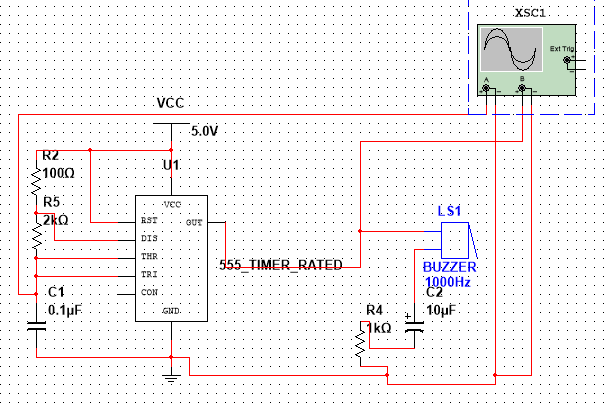 XSC1
Ext Trig
+
-
A
B
+ -
+ -
VCC
5.0V
U1
R2
100Ω
R5
2kΩ
VCC
RST
OUT
DIS
THR
TRI
CON
GND
555_TIMER_RATED
LS1
BUZZER
1000Hz
C1
0.1µF
C2
+
10µF
R4
1kΩ